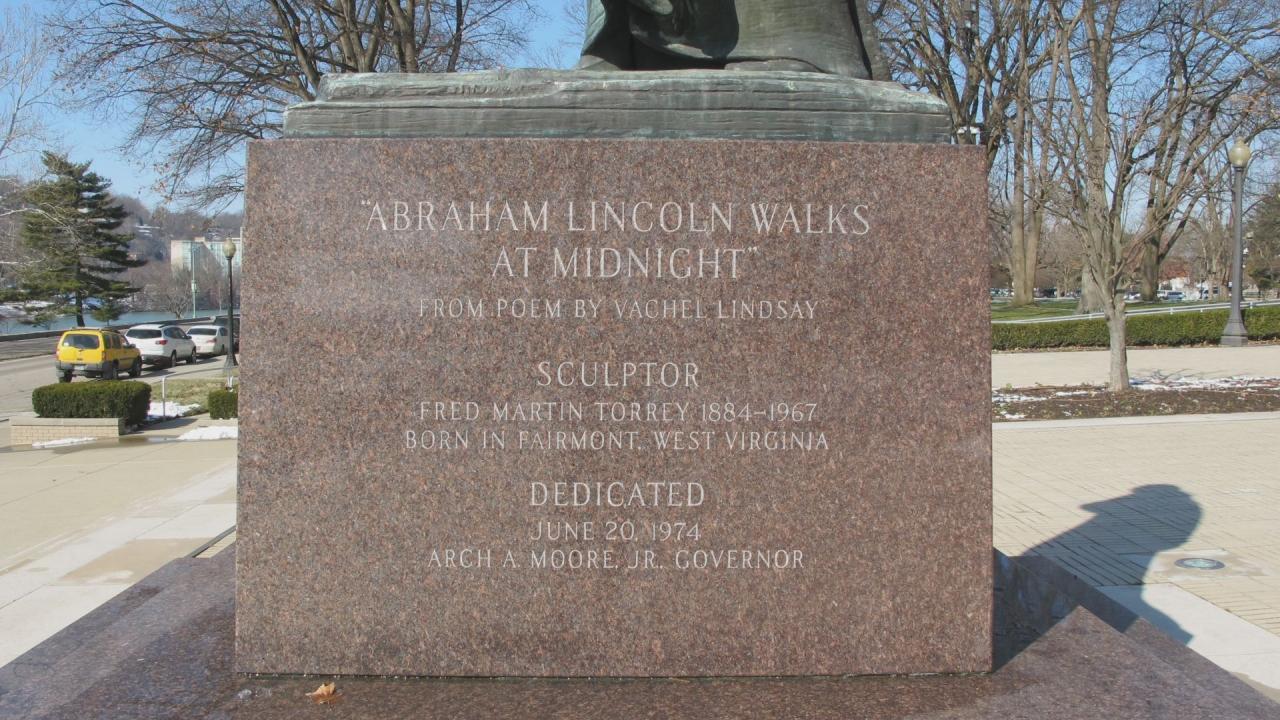 "ABRAHAM LINCOLN WALKS
AT MIDNIGHT"
FROM POEM BY VACHEL LINDSAY
SCULPTOR
FRED MARTIN TORREY 1884–1967
BORN IN FAIRMONT, WEST VIRGINIA
DEDICATED
JUNE 20, 1974
ARCH A. MOORE, JR. GOVERNOR